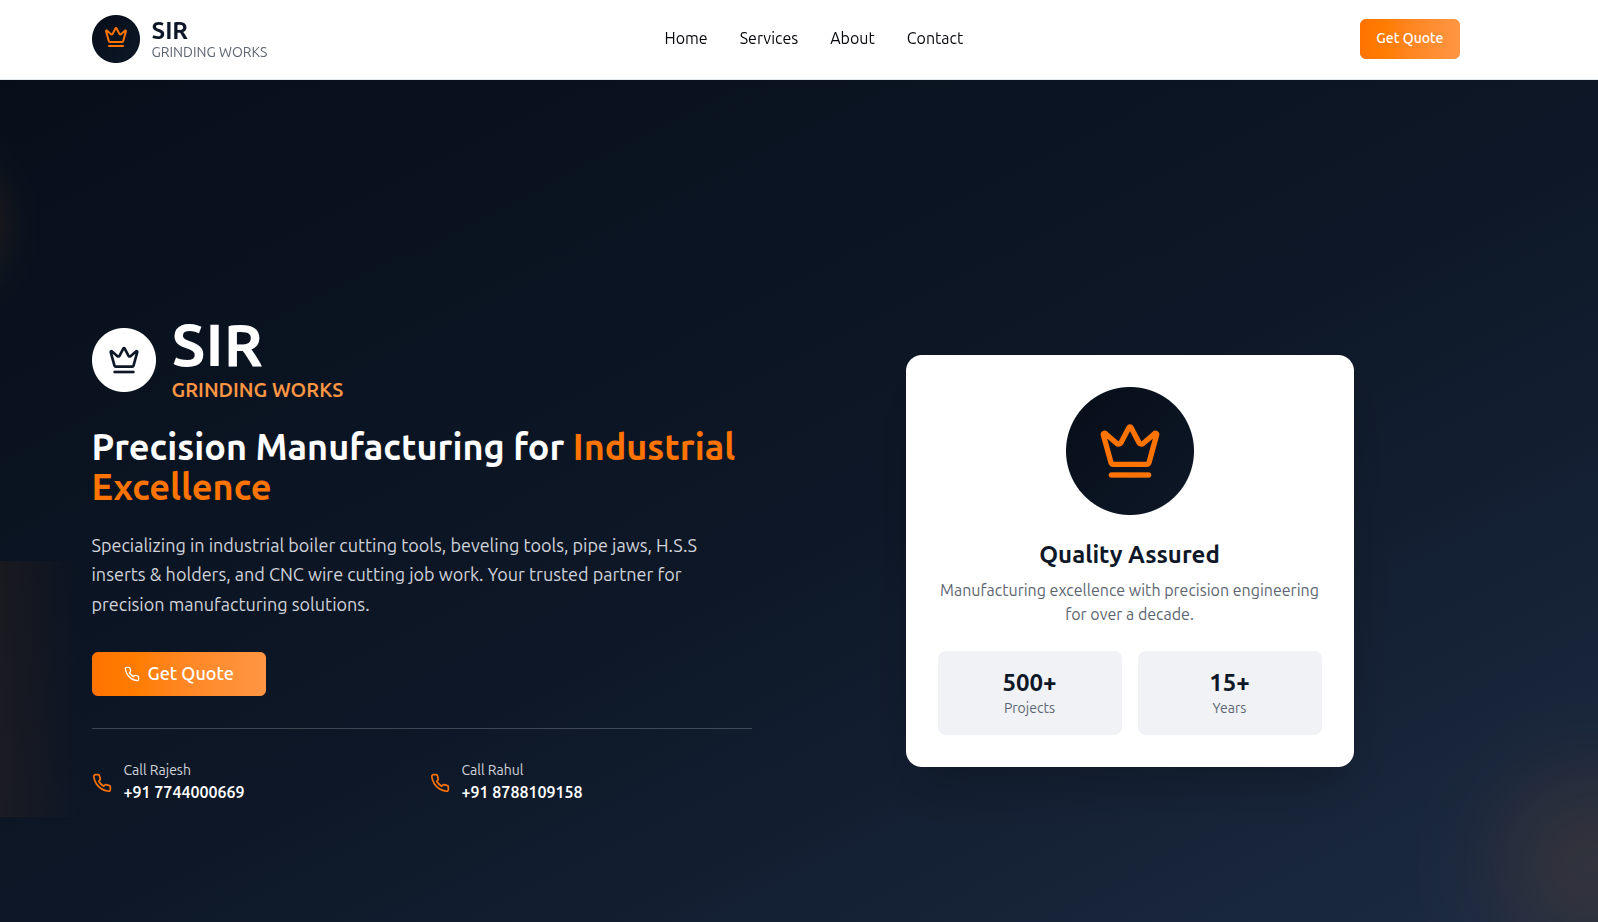 SIR
GRINDING WORKS
Home
Services
About
Contact
Get Quote
SIR
GRINDING WORKS
Precision Manufacturing for Industrial
Excellence
Specializing in industrial boiler cutting tools, beveling tools, pipe jaws, H.S.S
inserts & holders, and CNC wire cutting job work. Your trusted partner for
precision manufacturing solutions.
Get Quote
Call Rajesh
+91 7744000669
Call Rahul
+91 8788109158
Quality Assured
Manufacturing excellence with precision engineering
for over a decade.
500+
Projects
15+
Years